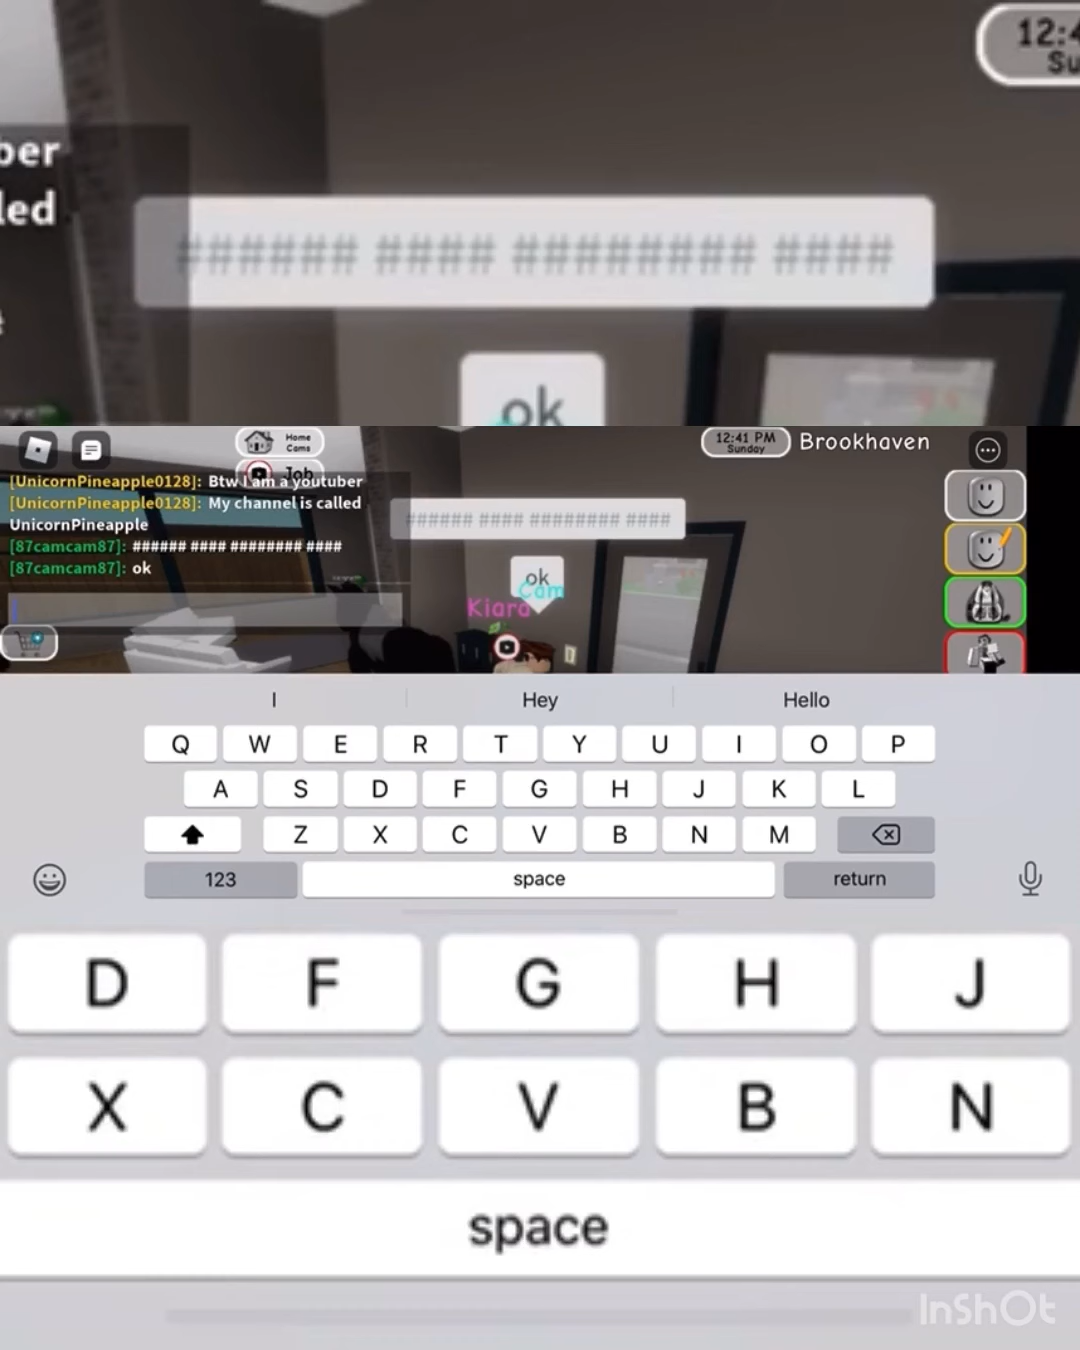 12:4
Su
ber
led
###### #### ######## ####
ok
Home
Cams
Job
12:41 PM
Sunday
Brookhaven
[UnicornPineapple0128]: Btw I am a youtuber
[UnicornPineapple0128]: My channel is called
UnicornPineapple
[87camcam87]: ###### #### ######## ####
[87camcam87]: ok
###### #### ######## ####
ok
Cam
Kiara
I Hey Hello
Q W E R T Y U I O P
A S D F G H J K L
Z X C V B N M
123 space return
D F G H J
X C V B N
space
InShOt